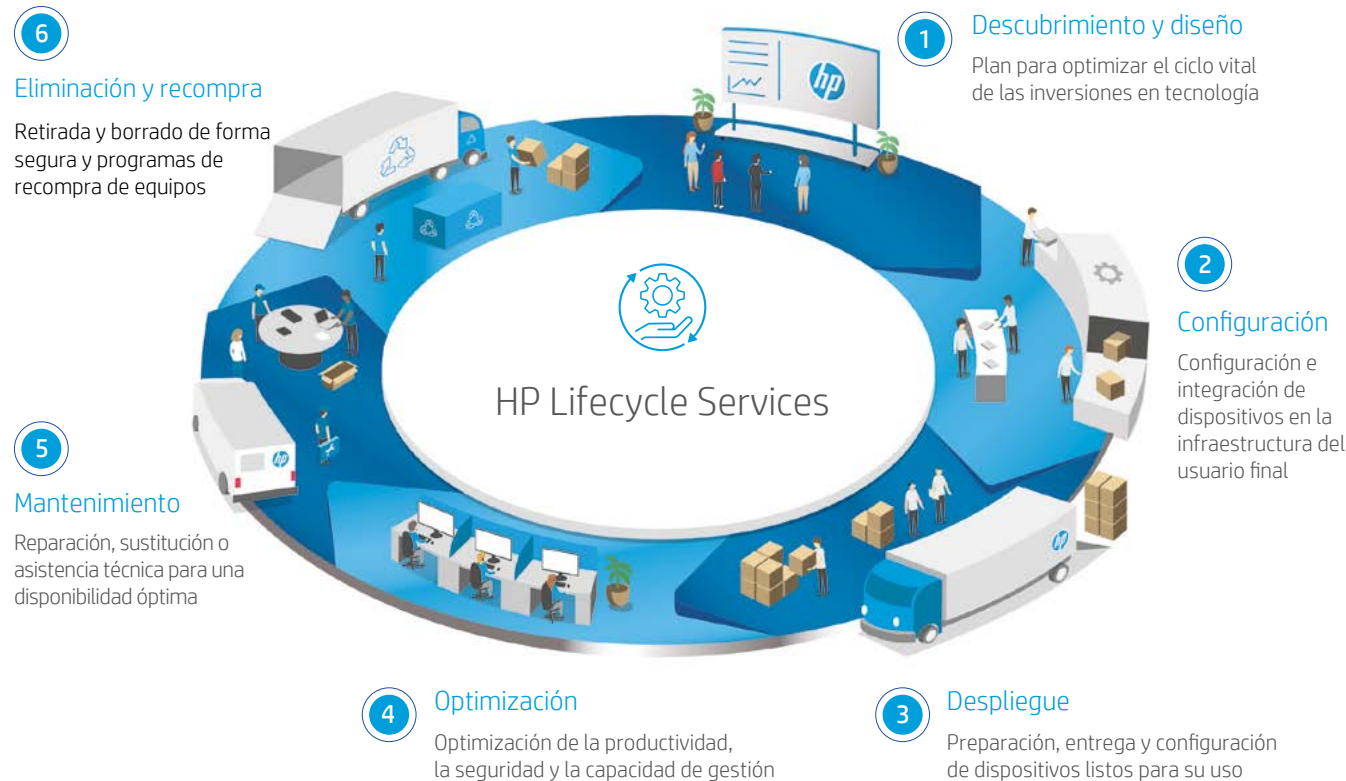 1
Descubrimiento y diseño
Plan para optimizar el ciclo vital
de las inversiones en tecnología
2
Configuración
Configuración e
integración de
dispositivos en la
infraestructura del
usuario final
3
Despliegue
Preparación, entrega y configuración
de dispositivos listos para su uso
4
Optimización
Optimización de la productividad,
la seguridad y la capacidad de gestión
5
Mantenimiento
Reparación, sustitución o
asistencia técnica para una
disponibilidad óptima
6
Eliminación y recompra
Retirada y borrado de forma
segura y programas de
recompra de equipos
HP Lifecycle Services
hp
hp
hp